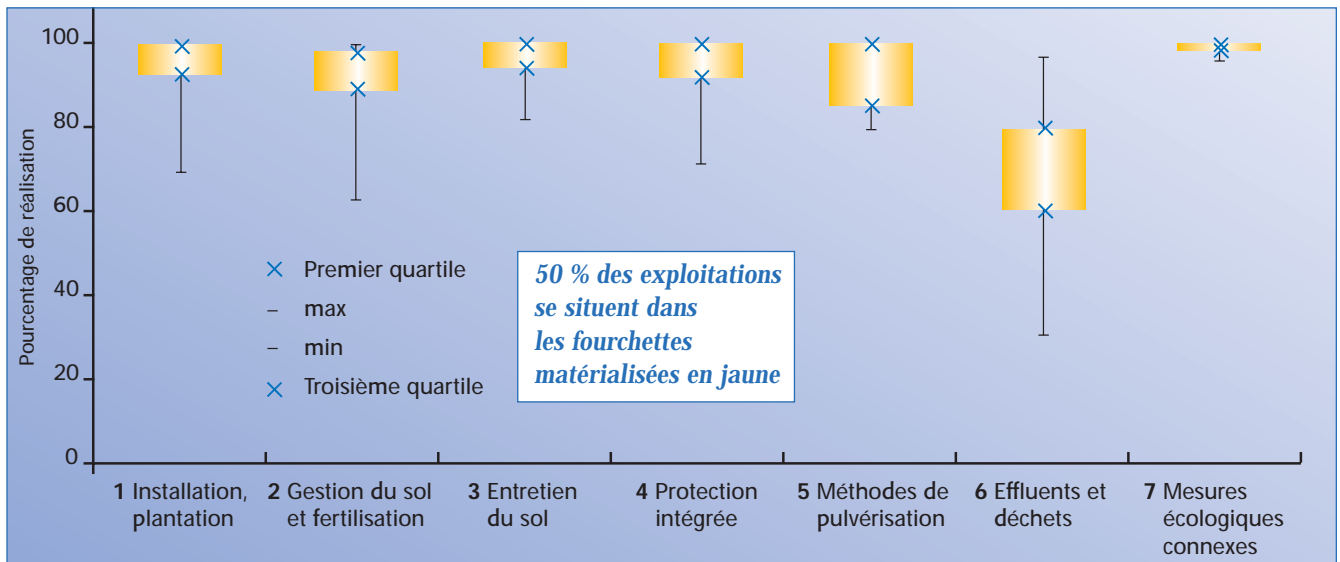 Pourcentage de réalisation
100
80
60
40
20
0
Premier quartile
max
min
Troisième quartile
50 % des exploitations
se situent dans
les fourchettes
matérialisées en jaune
1 Installation,
plantation
2 Gestion du sol
et fertilisation
3 Entretien
du sol
4 Protection
intégrée
5 Méthodes de
pulvérisation
6 Effluents et
déchets
7 Mesures
écologiques
connexes